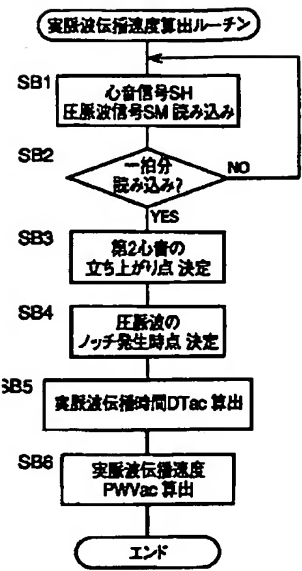 実脈波伝播速度算出ルーチン
SB1
心音信号SH
圧脈波信号SM 読み込み
SB2
一拍分
読み込み?
NO
YES
SB3
第2心音の
立ち上がり点 決定
SB4
圧脈波の
ノッチ発生時点 決定
SB5
実脈波伝播時間DTac 算出
SB6
実脈波伝播速度
PWVac 算出
エンド